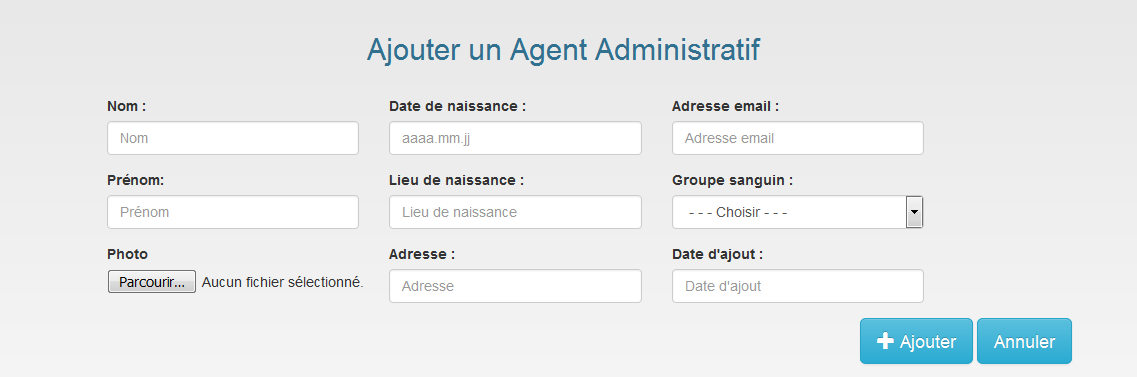 Ajouter un Agent Administratif
Nom :
Date de naissance :
Adresse email :
Nom
aaaa.mm.jj
Adresse email
Prénom:
Lieu de naissance :
Groupe sanguin :
Prénom
Lieu de naissance
- - - Choisir - - -
Photo
Adresse :
Date d'ajout :
Parcourir... Aucun fichier sélectionné.
Adresse
Date d'ajout
Ajouter
Annuler